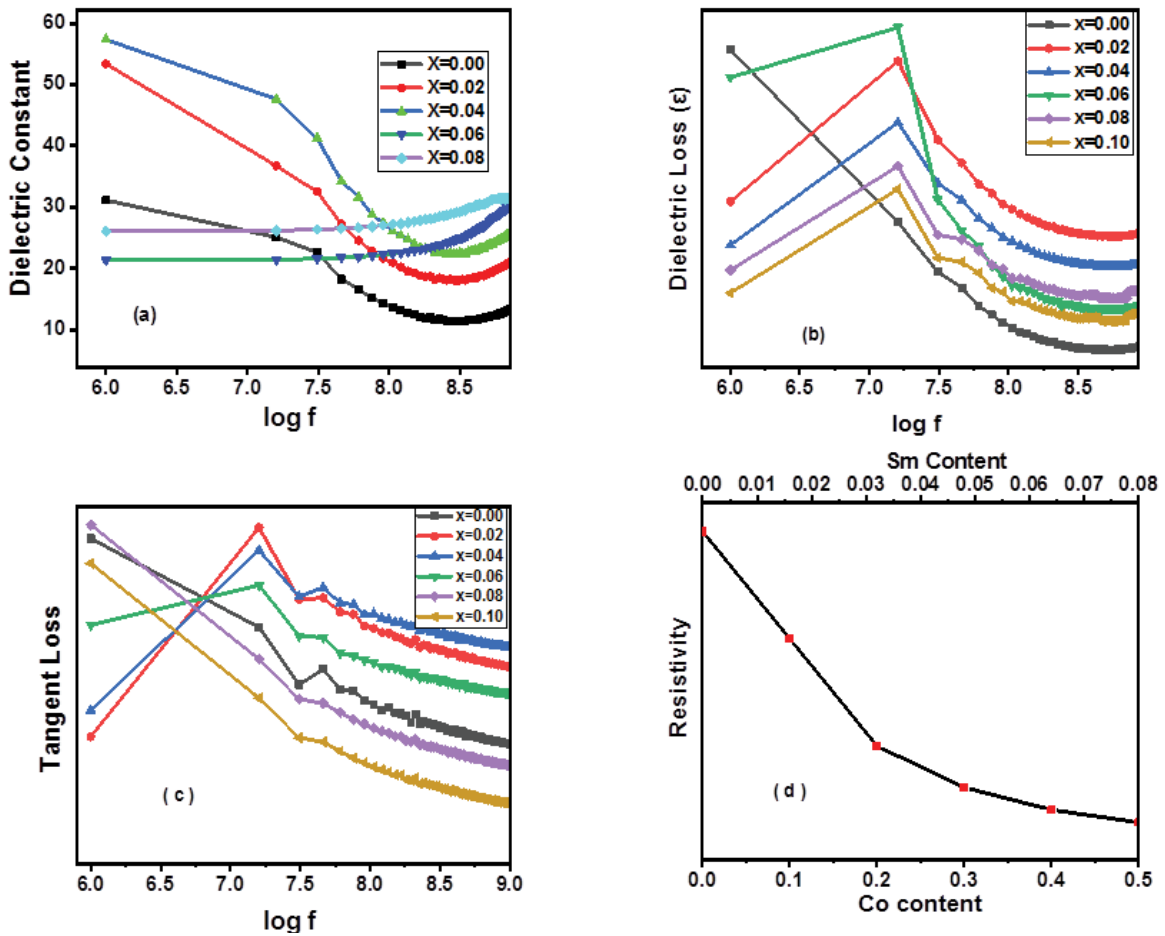 60
50
40
30
20
10
Dielectric Constant
X=0.00
X=0.02
X=0.04
X=0.06
X=0.08
(a)
6.0 6.5 7.0 7.5 8.0 8.5
log f
Dielectric Loss (ε)
x=0.00
x=0.02
x=0.04
x=0.06
x=0.08
x=0.10
(b)
6.0 6.5 7.0 7.5 8.0 8.5
log f
Tangent Loss
x=0.00
x=0.02
x=0.04
x=0.06
x=0.08
x=0.10
( c )
6.0 6.5 7.0 7.5 8.0 8.5 9.0
log f
Sm Content
0.00 0.01 0.02 0.03 0.04 0.05 0.06 0.07 0.08
Resistivity
( d )
0.0 0.1 0.2 0.3 0.4 0.5
Co content